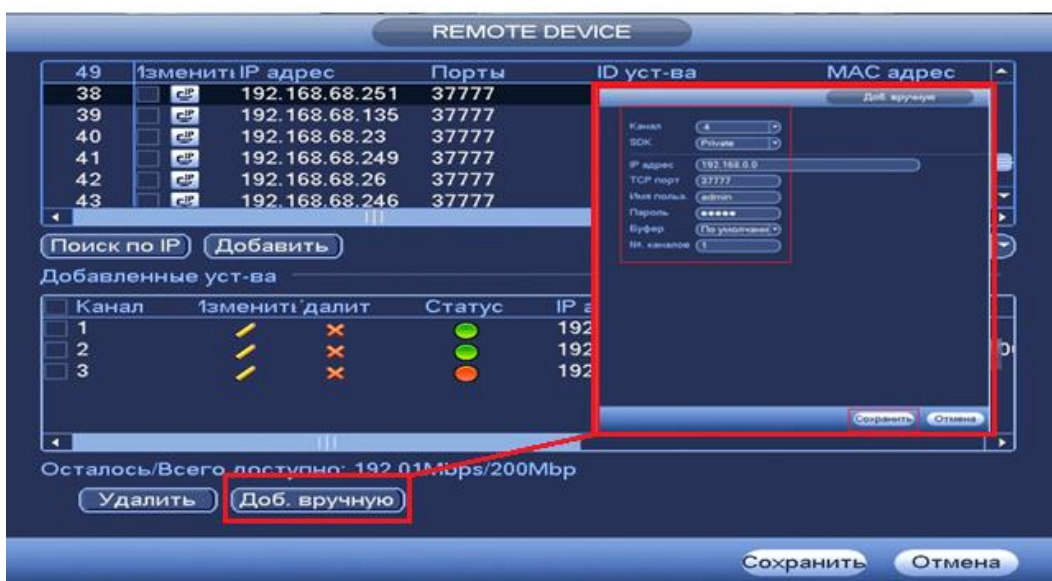 REMOTE DEVICE
49 Изменить IP адрес Порты ID уст-ва MAC адрес
38 192.168.68.251 37777
39 192.168.68.135 37777
40 192.168.68.23 37777
41 192.168.68.249 37777
42 192.168.68.26 37777
43 192.168.68.246 37777
Поиск по IP Добавить
Добавленные уст-ва
Канал Изменить далит Статус IP а
1 192
2 192
3 192
Осталось/Всего доступно: 192.01Mbps/200Mbp
Удалить Доб. вручную
Сохранить Отмена
Доб. вручную
Канал 4
SDK Private
IP адрес 192.168.0.0
TCP порт 37777
Имя польз. admin
Пароль •••••
Буфер По умолчани
№. каналов 1
Сохранить Отмена